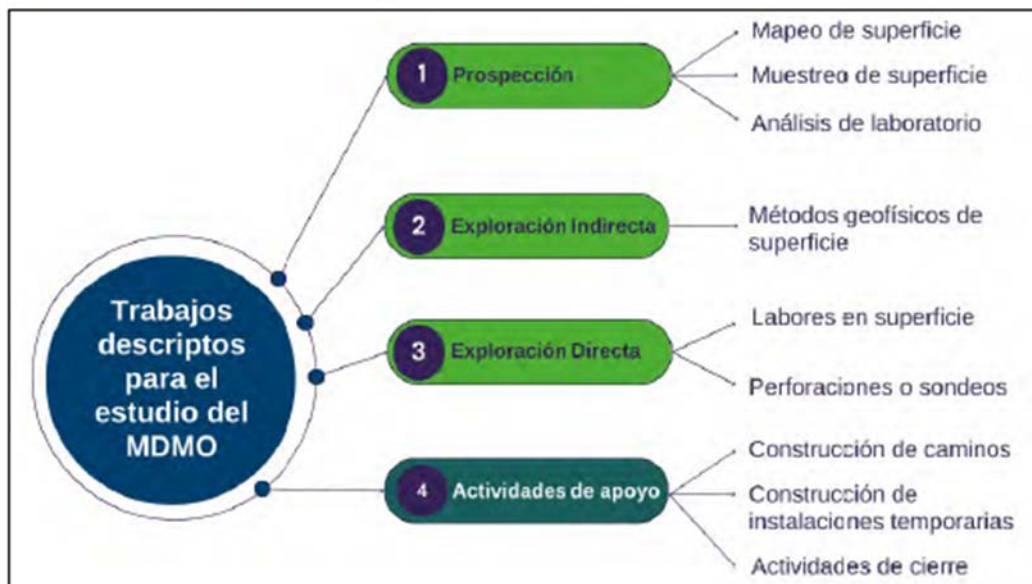 Trabajos
descriptos
para el
estudio del
MDMO
1 Prospección
Mapeo de superficie
Muestreo de superficie
Análisis de laboratorio
2 Exploración Indirecta
Métodos geofísicos de
superficie
3 Exploración Directa
Labores en superficie
Perforaciones o sondeos
4 Actividades de apoyo
Construcción de caminos
Construcción de
instalaciones temporarias
Actividades de cierre